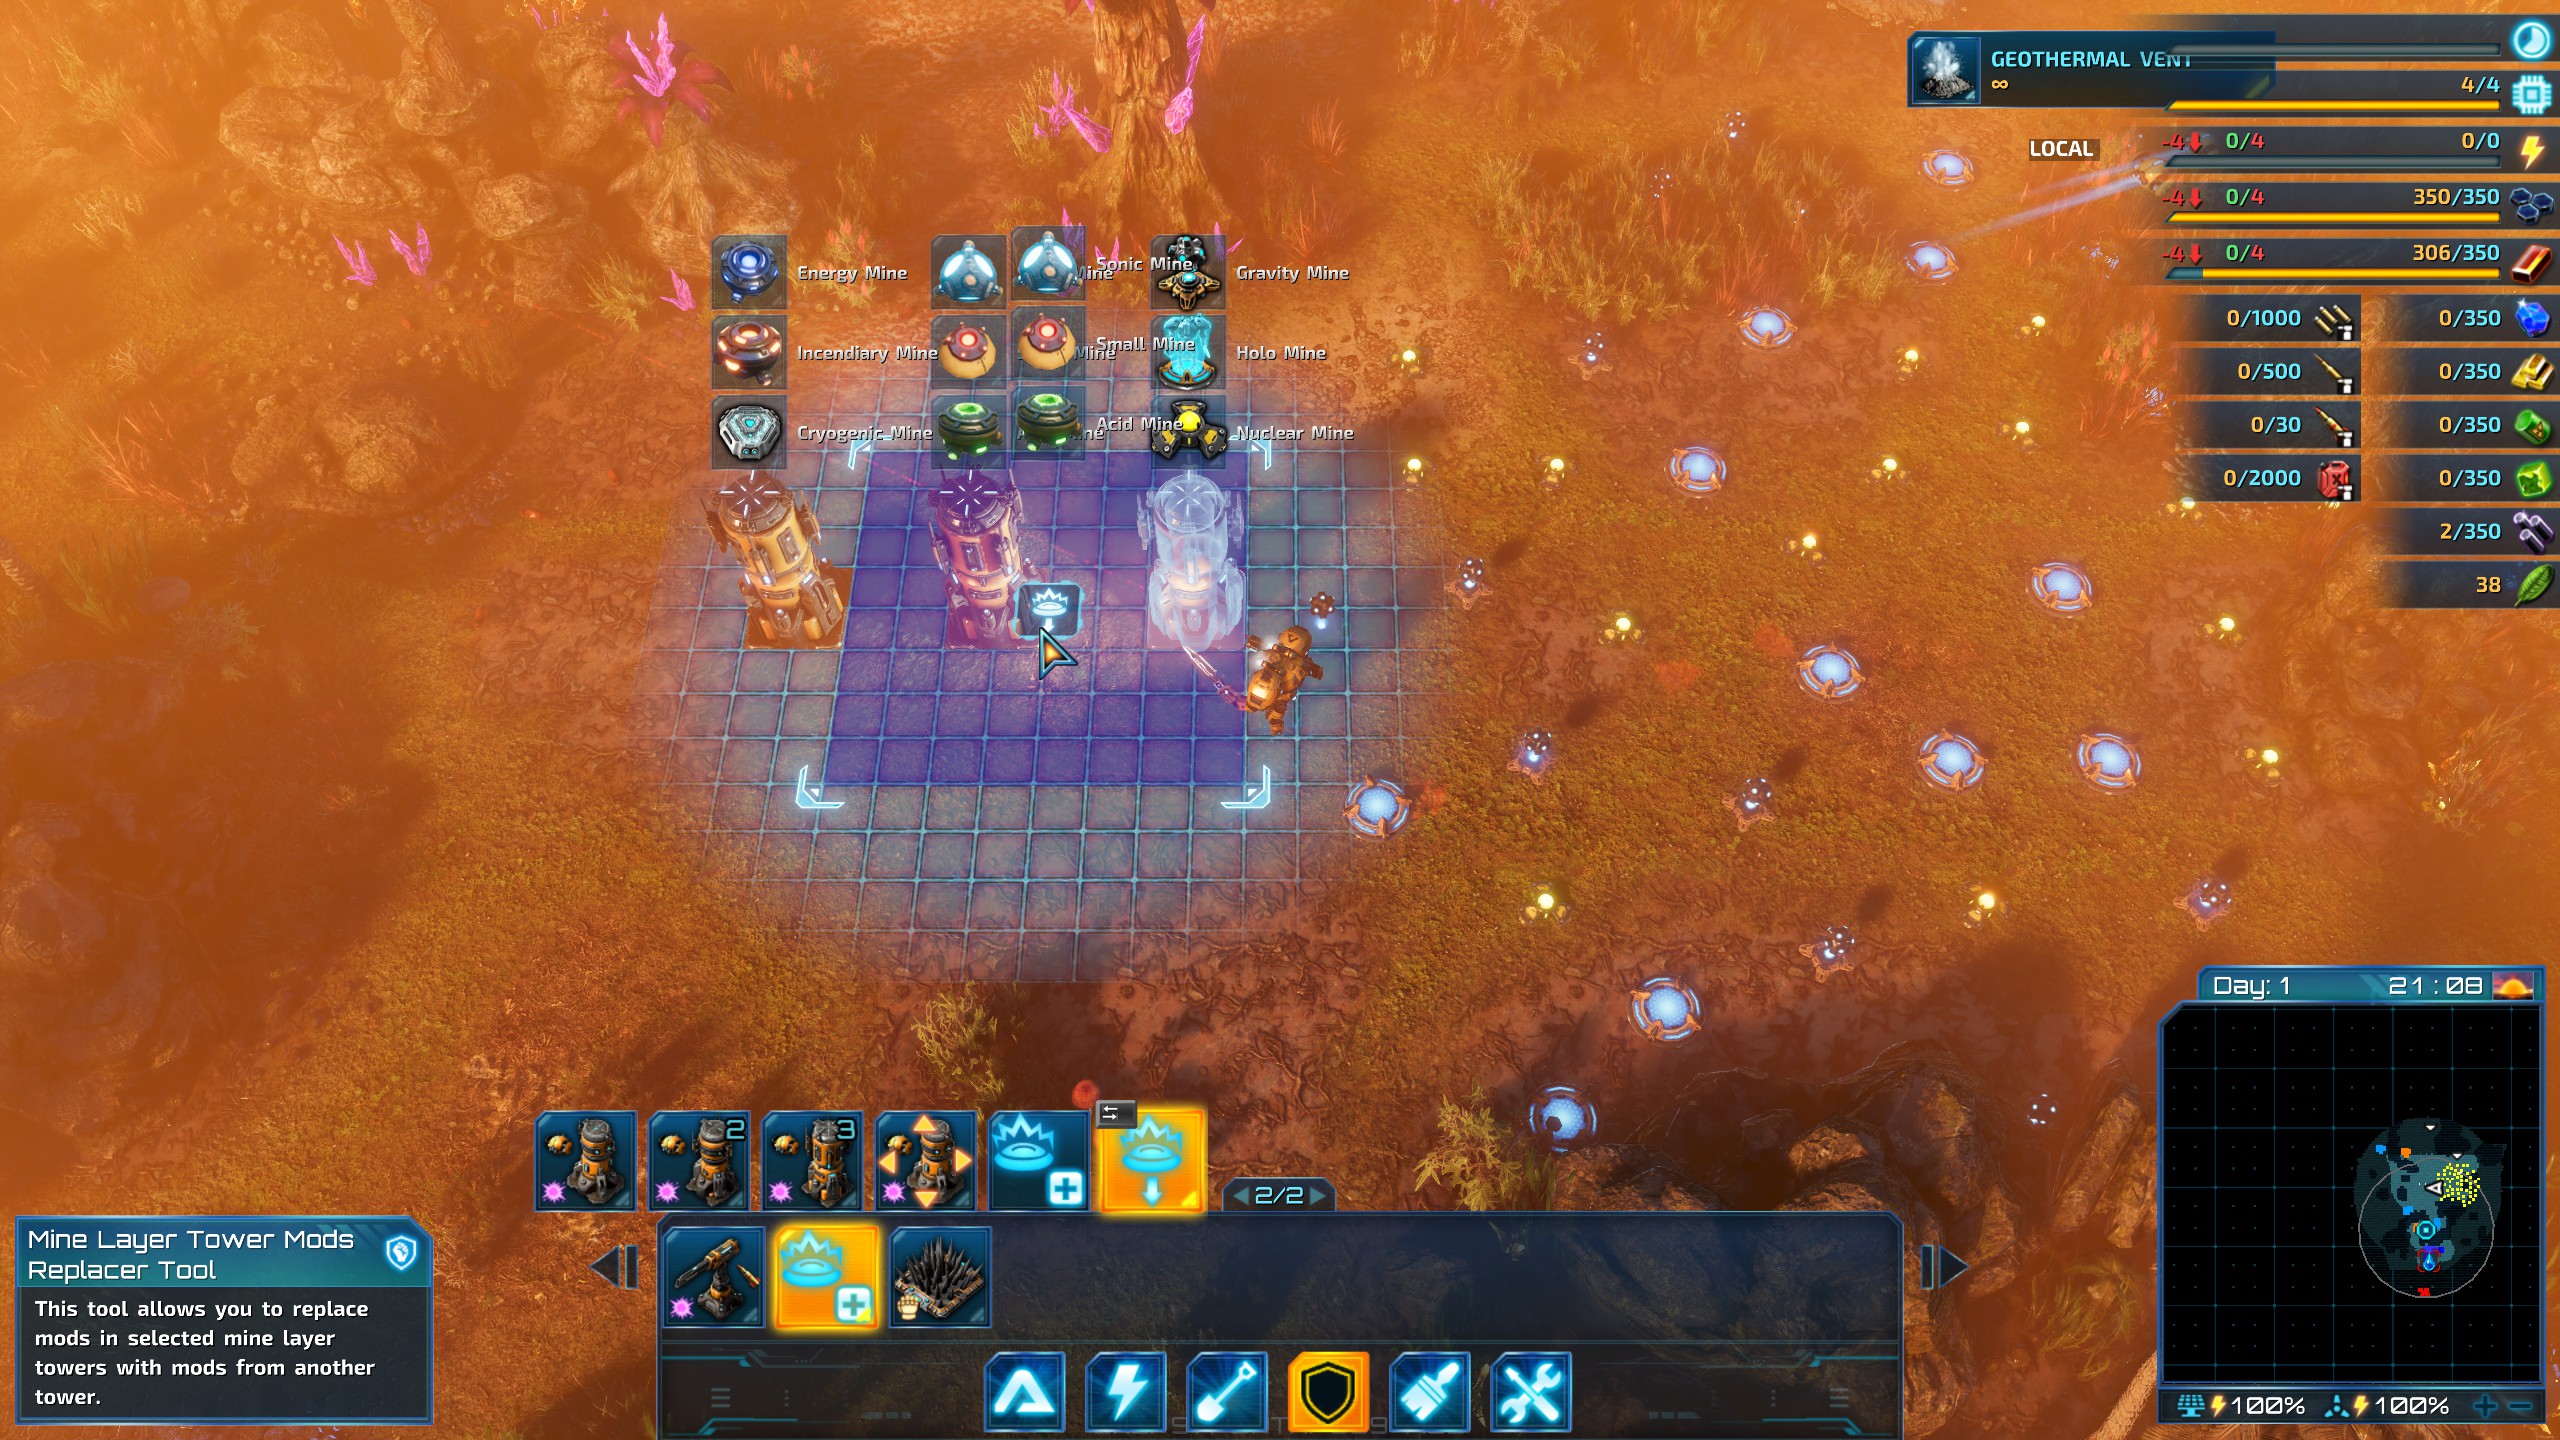 GEOTHERMAL VENT
∞
4/4
LOCAL
-4 0/4 0/0
-4 0/4 350/350
-4 0/4 306/350
0/1000 0/350
0/500 0/350
0/30 0/350
0/2000 0/350
2/350
38
Energy Mine
Sonic Mine
Mine
Gravity Mine
Incendiary Mine
Small Mine
Mine
Holo Mine
Cryogenic Mine
Acid Mine
Nuclear Mine
Day: 1 21:08
2
3
2/2
Mine Layer Tower Mods
Replacer Tool
This tool allows you to replace
mods in selected mine layer
towers with mods from another
tower.
100% 100%